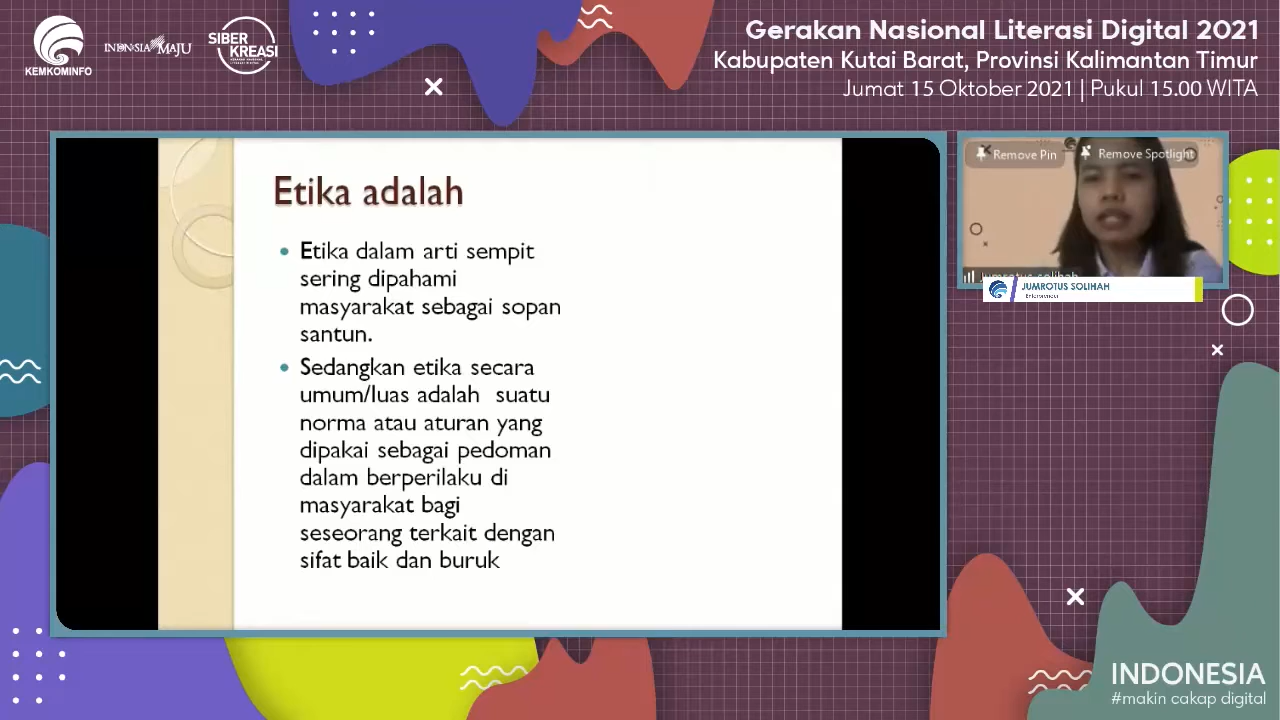 KEMKOMINFO
INDONESIA MAJU
SIBER
KREASI
Gerakan Nasional Literasi Digital 2021
Kabupaten Kutai Barat, Provinsi Kalimantan Timur
Jumat 15 Oktober 2021 | Pukul 15.00 WITA
Etika adalah
• Etika dalam arti sempit
sering dipahami
masyarakat sebagai sopan
santun.
• Sedangkan etika secara
umum/luas adalah suatu
norma atau aturan yang
dipakai sebagai pedoman
dalam berperilaku di
masyarakat bagi
seseorang terkait dengan
sifat baik dan buruk
Remove Pin
Remove Spotlight
jumrotus solihah
JUMROTUS SOLIHAH
INDONESIA
#makin cakap digital